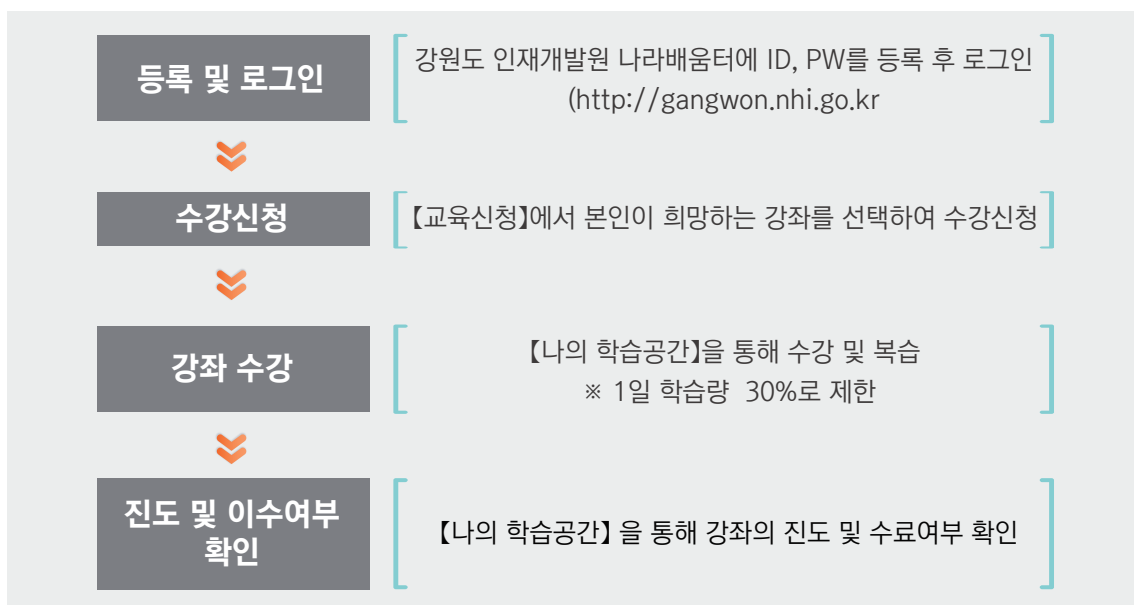 등록 및 로그인
강원도 인재개발원 나라배움터에 ID, PW를 등록 후 로그인
(http://gangwon.nhi.go.kr
수강신청
【교육신청】에서 본인이 희망하는 강좌를 선택하여 수강신청
강좌 수강
【나의 학습공간】을 통해 수강 및 복습
※ 1일 학습량 30%로 제한
진도 및 이수여부
확인
【나의 학습공간】 을 통해 강좌의 진도 및 수료여부 확인